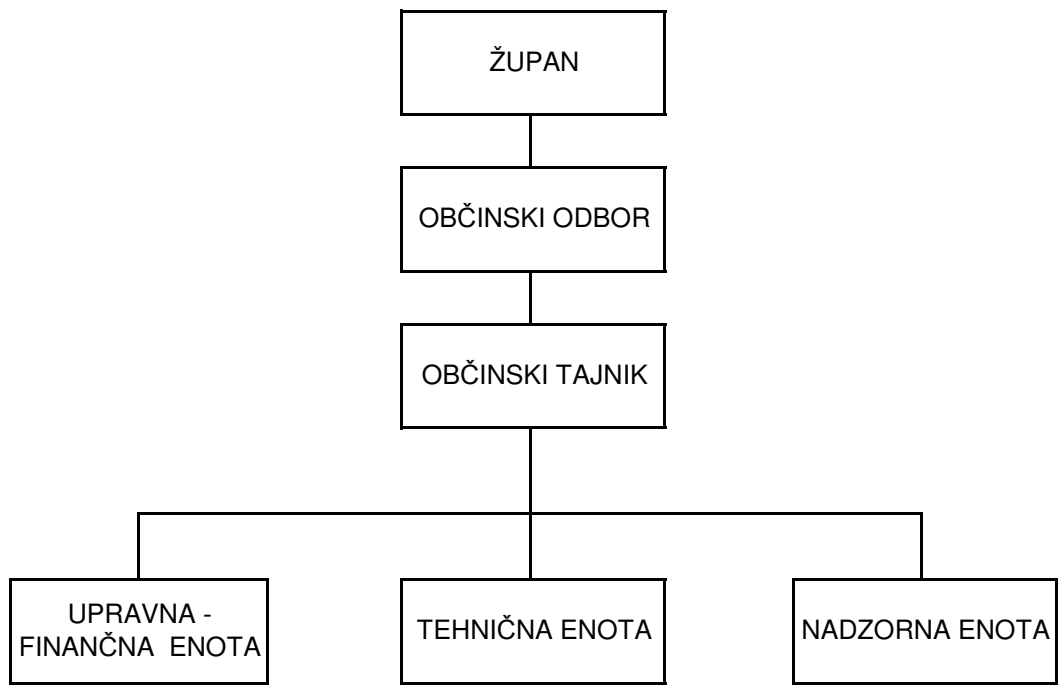 ŽUPAN
OBČINSKI ODBOR
OBČINSKI TAJNIK
UPRAVNA -
FINANČNA ENOTA
TEHNIČNA ENOTA
NADZORNA ENOTA